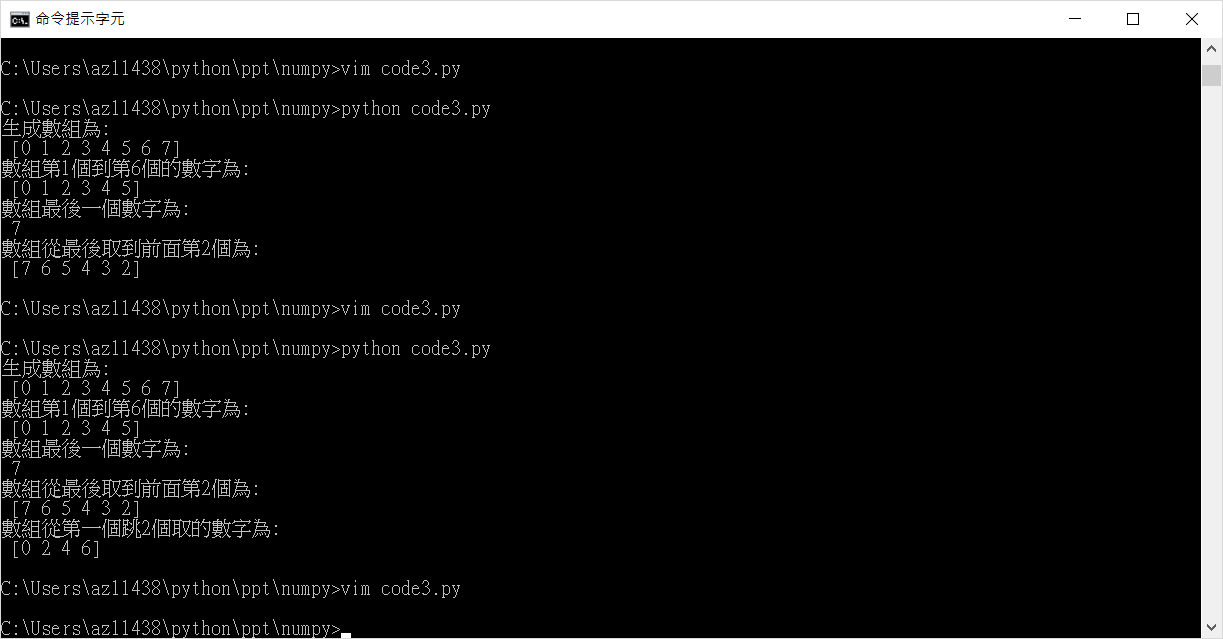 命令提示字元
C:\Users\az11438\python\ppt\numpy>vim code3.py
C:\Users\az11438\python\ppt\numpy>python code3.py
生成數組為:
[0 1 2 3 4 5 6 7]
數組第1個到第6個的數字為:
[0 1 2 3 4 5]
數組最後一個數字為:
7
數組從最後取到前面第2個為:
[7 6 5 4 3 2]
C:\Users\az11438\python\ppt\numpy>vim code3.py
C:\Users\az11438\python\ppt\numpy>python code3.py
生成數組為:
[0 1 2 3 4 5 6 7]
數組第1個到第6個的數字為:
[0 1 2 3 4 5]
數組最後一個數字為:
7
數組從最後取到前面第2個為:
[7 6 5 4 3 2]
數組從第一個跳2個取的數字為:
[0 2 4 6]
C:\Users\az11438\python\ppt\numpy>vim code3.py
C:\Users\az11438\python\ppt\numpy>